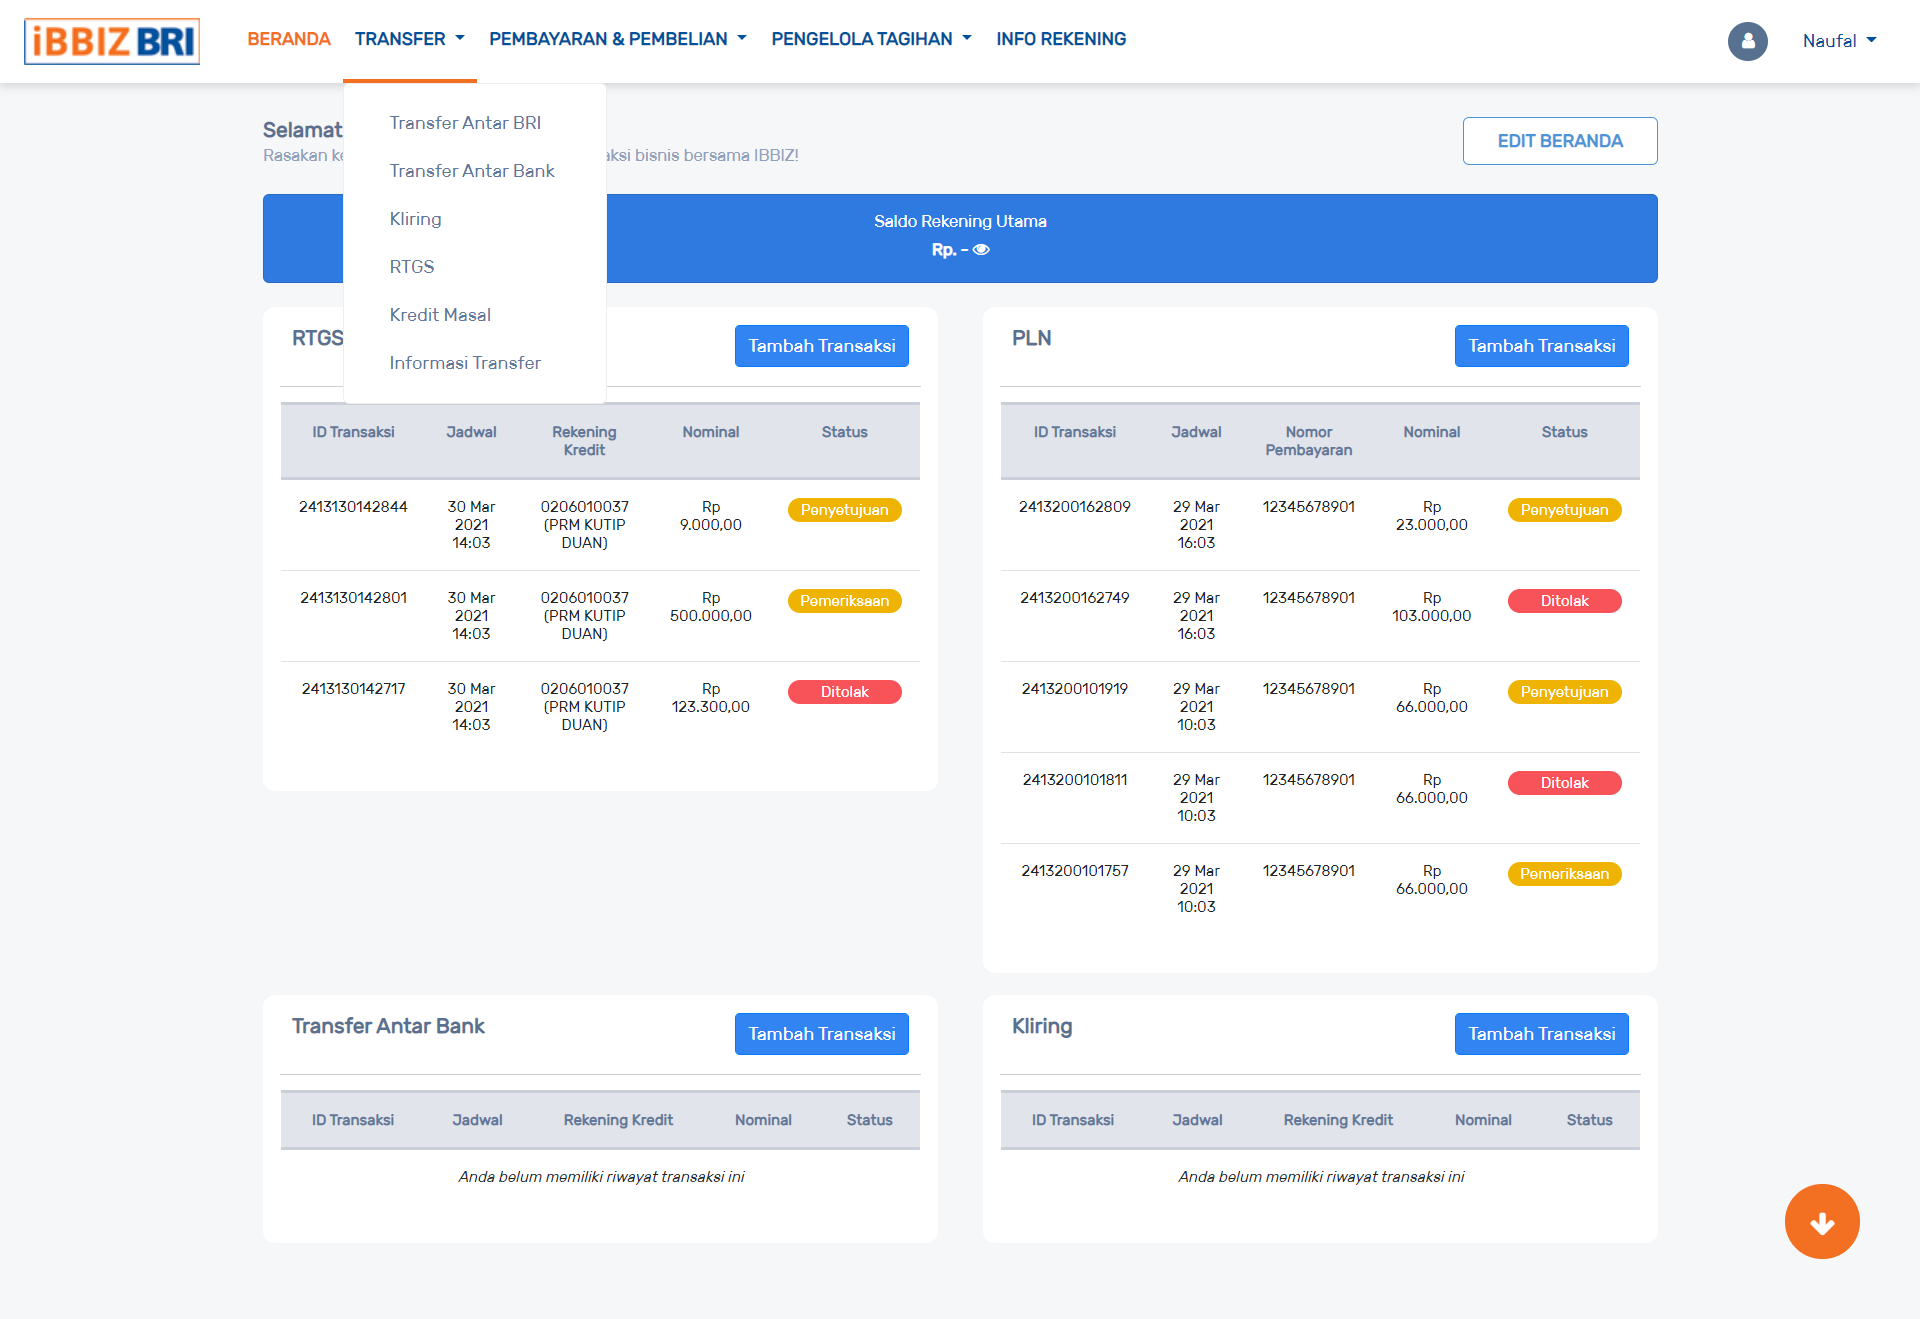 iBBIZ BRI
BERANDA
TRANSFER
PEMBAYARAN & PEMBELIAN
PENGELOLA TAGIHAN
INFO REKENING
Naufal
Transfer Antar BRI
Transfer Antar Bank
Kliring
RTGS
Kredit Masal
Informasi Transfer
Selamat
Rasakan
bisnis bersama IBBIZ!
EDIT BERANDA
Saldo Rekening Utama
Rp. -
RTGS
Tambah Transaksi
ID Transaksi Jadwal Rekening Nominal Status
Kredit
2413130142844 30 Mar 0206010037 Rp Penyetujuan
2021 (PRM KUTIP 9.000,00
14:03 DUAN)
2413130142801 30 Mar 0206010037 Rp Pemeriksaan
2021 (PRM KUTIP 500.000,00
14:03 DUAN)
2413130142717 30 Mar 0206010037 Rp Ditolak
2021 (PRM KUTIP 123.300,00
14:03 DUAN)
PLN
Tambah Transaksi
ID Transaksi Jadwal Nomor Nominal Status
Pembayaran
2413200162809 29 Mar 12345678901 Rp Penyetujuan
2021 23.000,00
16:03
2413200162749 29 Mar 12345678901 Rp Ditolak
2021 103.000,00
16:03
2413200101919 29 Mar 12345678901 Rp Penyetujuan
2021 66.000,00
10:03
2413200101811 29 Mar 12345678901 Rp Ditolak
2021 66.000,00
10:03
2413200101757 29 Mar 12345678901 Rp Pemeriksaan
2021 66.000,00
10:03
Transfer Antar Bank
Tambah Transaksi
ID Transaksi Jadwal Rekening Kredit Nominal Status
Anda belum memiliki riwayat transaksi ini
Kliring
Tambah Transaksi
ID Transaksi Jadwal Rekening Kredit Nominal Status
Anda belum memiliki riwayat transaksi ini